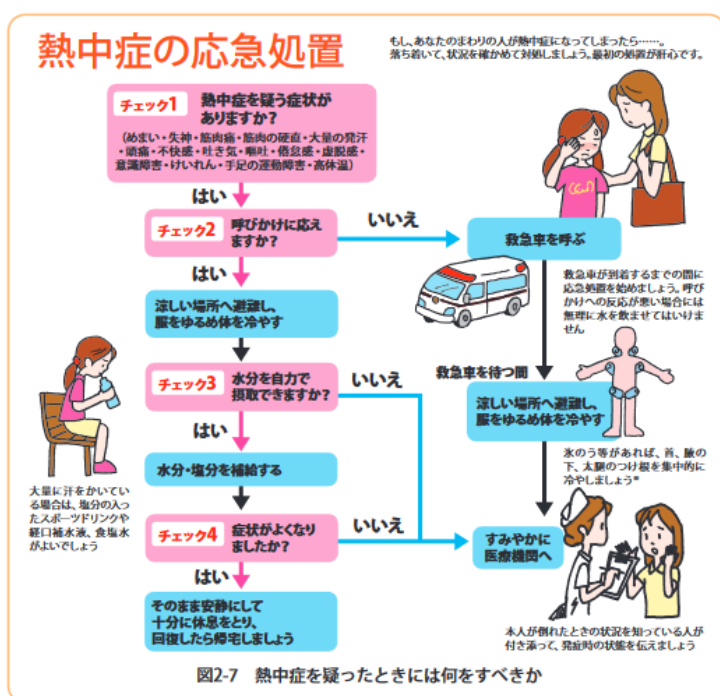 熱中症の応急処置
もし、あなたのまわりの人が熱中症になってしまったら……。
落ち着いて、状況を確かめて対処しましょう。最初の処置が肝心です。
チェック1
熱中症を疑う症状が
ありますか？
（めまい・失神・筋肉痛・筋肉の硬直・大量の発汗
・頭痛・不快感・吐き気・嘔吐・倦怠感・虚脱感・
意識障害・けいれん・手足の運動障害・高体温）
はい
チェック2
呼びかけに応え
ますか？
いいえ
救急車を呼ぶ
はい
涼しい場所へ避難し、
服をゆるめ体を冷やす
救急車が到着するまでの間に
応急処置を始めましょう。呼び
かけへの反応が悪い場合には
無理に水を飲ませてはいけま
せん
チェック3
水分を自力で
摂取できますか？
いいえ
救急車を待つ間
涼しい場所へ避難し、
服をゆるめ体を冷やす
はい
水分・塩分を補給する
氷のう等があれば、首、腋の
下、太腿のつけ根を集中的に
冷やしましょう*
大量に汗をかいてい
る場合は、塩分の入っ
たスポーツドリンクや
経口補水液、食塩水
がよいでしょう
チェック4
症状がよくなり
ましたか？
いいえ
すみやかに
医療機関へ
はい
そのまま安静にして
十分に休息をとり、
回復したら帰宅しましょう
本人が倒れたときの状況を知っている人が
付き添って、発症時の状態を伝えましょう
図2-7 熱中症を疑ったときには何をすべきか